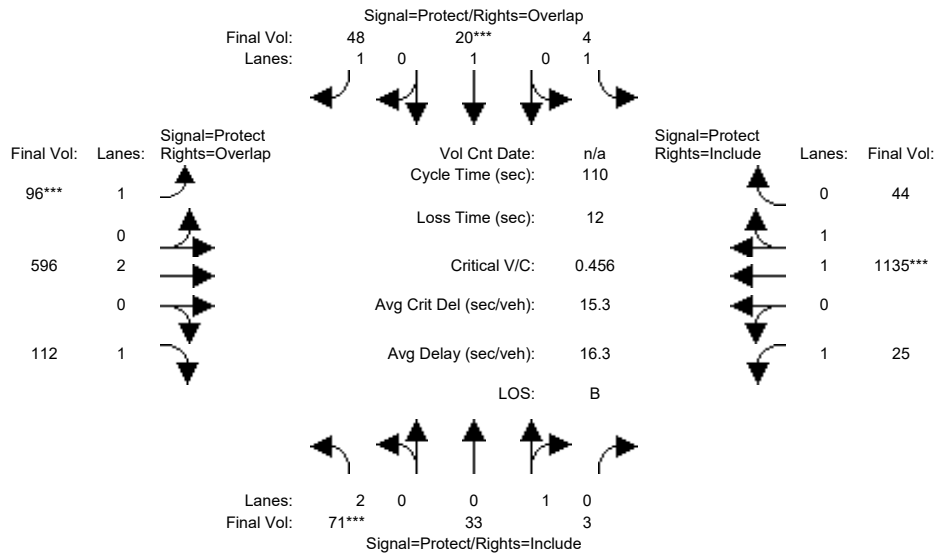 Signal=Protect/Rights=Overlap
Final Vol: 48 20*** 4
Lanes: 1 0 1 0 1
Signal=Protect Signal=Protect
Final Vol: Lanes: Rights=Overlap Vol Cnt Date: n/a Rights=Include Lanes: Final Vol:
Cycle Time (sec): 110
96*** 1 0 44
Loss Time (sec): 12
0 1
596 2 Critical V/C: 0.456 1 1135***
0 Avg Crit Del (sec/veh): 15.3 0
112 1 Avg Delay (sec/veh): 16.3 1 25
LOS: B
Lanes: 2 0 0 1 0
Final Vol: 71*** 33 3
Signal=Protect/Rights=Include